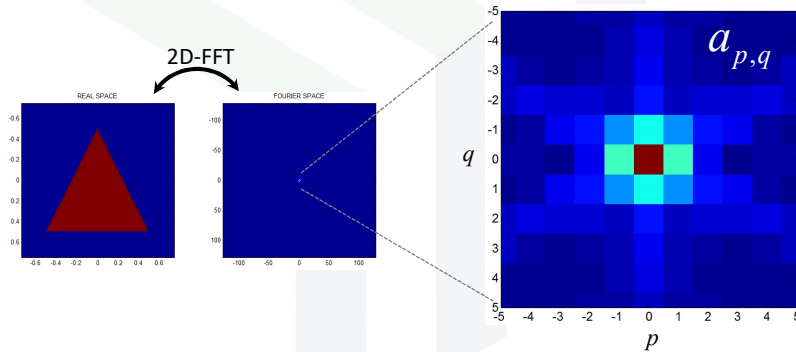 2D-FFT
REAL SPACE
-0.6
-0.4
-0.2
0
0.2
0.4
0.6
-0.6 -0.4 -0.2 0 0.2 0.4 0.6
FOURIER SPACE
-100
-50
0
50
100
-100 -50 0 50 100
a p,q
-5
-4
-3
-2
-1
0
1
2
3
4
5
q
-5 -4 -3 -2 -1 0 1 2 3 4 5
p